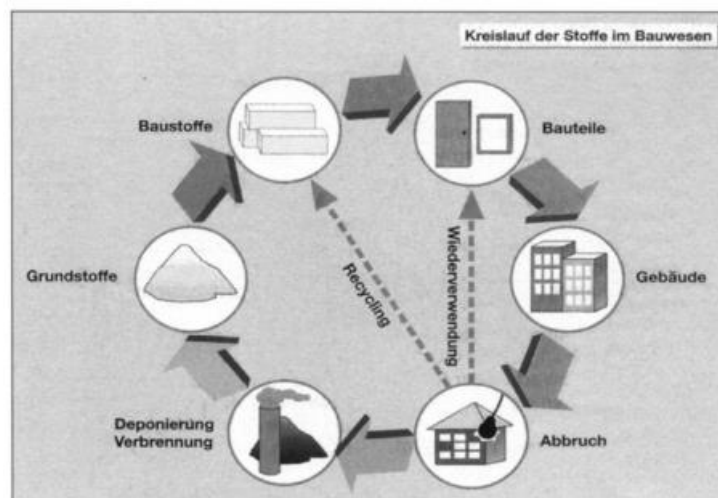 Kreislauf der Stoffe im Bauwesen
Baustoffe
Bauteile
Grundstoffe
Recycling
Wiederverwendung
Gebäude
Deponierung
Verbrennung
Abbruch